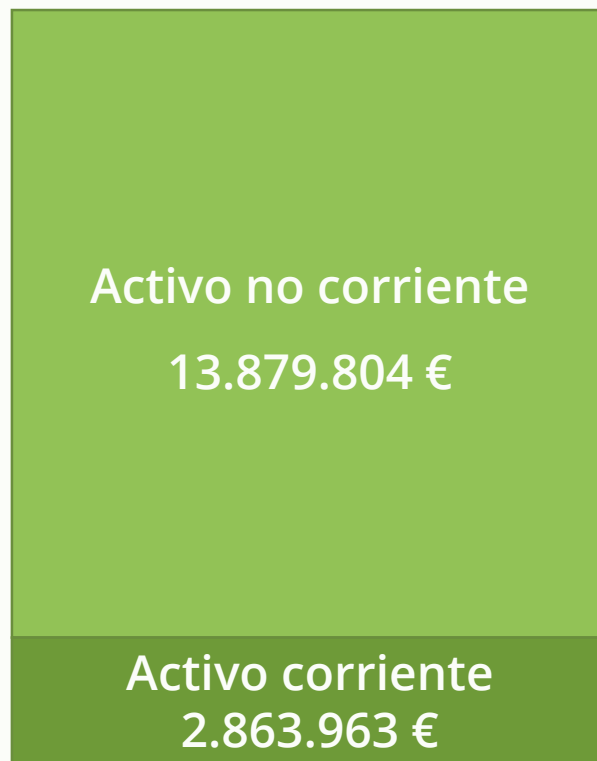 Activo no corriente
13.879.804 €
Activo corriente
2.863.963 €